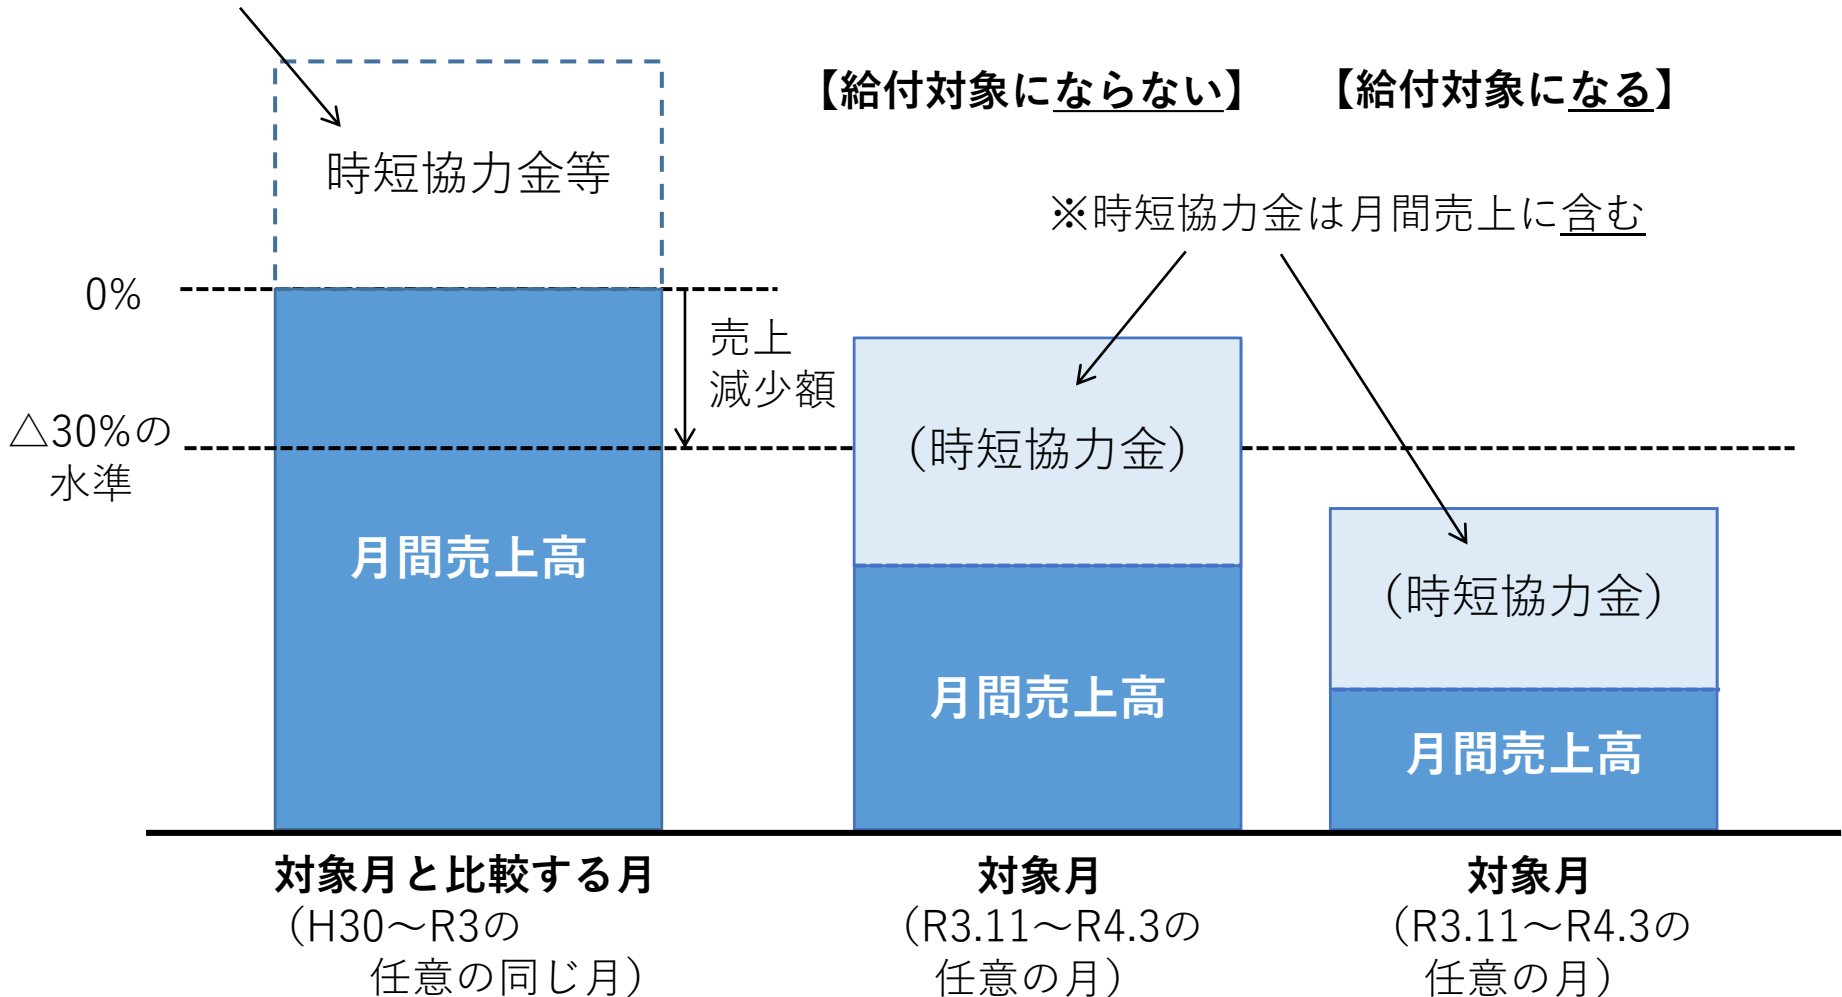 【給付対象にならない】
【給付対象になる】
時短協力金等
※時短協力金は月間売上に含む
0%
売上
減少額
△30%の
水準
（時短協力金）
月間売上高
（時短協力金）
月間売上高
月間売上高
対象月と比較する月
（H30～R3の
任意の同じ月）
対象月
（R3.11～R4.3の
任意の月）
対象月
（R3.11～R4.3の
任意の月）